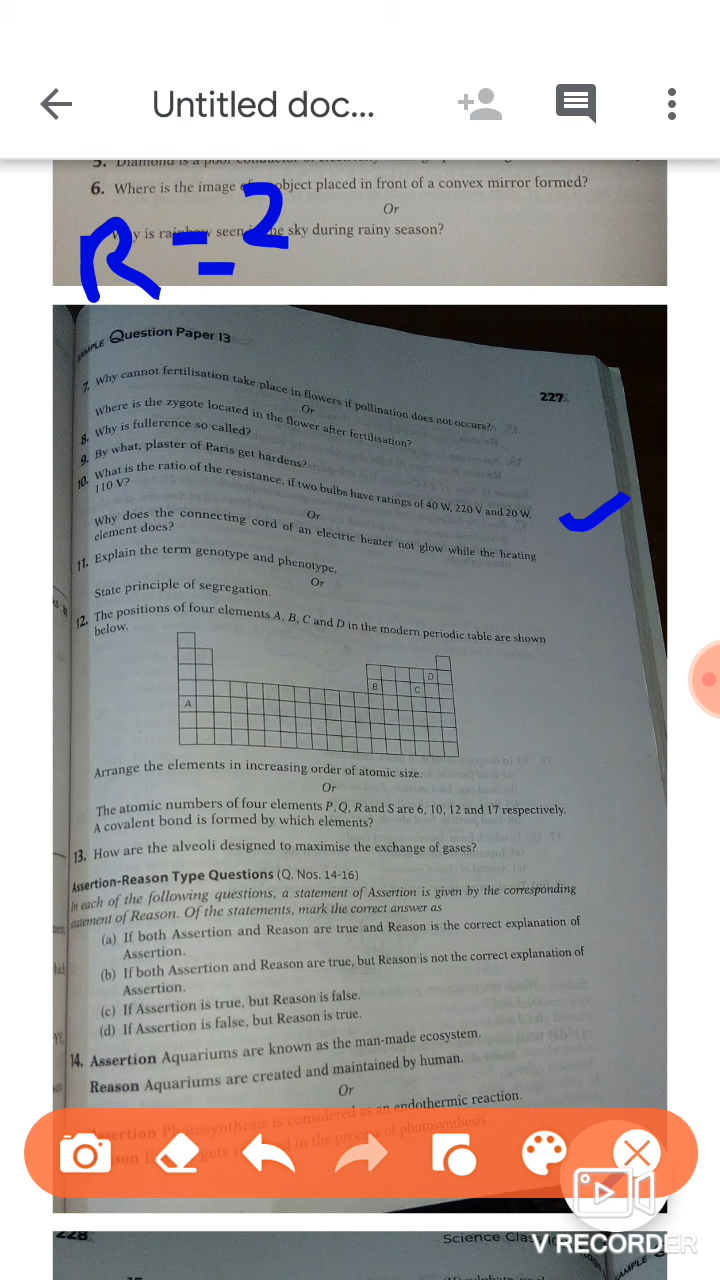 Untitled doc...
6. Where is the image object placed in front of a convex mirror formed?
Or
is seen sky during rainy season?
R = 2
SAMPLE Question Paper 13
227
7. Why cannot fertilisation take place in flowers if pollination does not occurs?
Or
Where is the zygote located in the flower after fertilisation?
8. Why is fullerence so called?
9. By what, plaster of Paris get hardens?
10. What is the ratio of the resistance, if two bulbs have ratings of 40 W, 220 V and 20 W,
110 V?
Or
Why does the connecting cord of an electric heater not glow while the heating
element does?
11. Explain the term genotype and phenotype.
Or
State principle of segregation.
12. The positions of four elements A, B, C and D in the modern periodic table are shown
below.
D
B C
A
Arrange the elements in increasing order of atomic size.
Or
The atomic numbers of four elements P, Q, R and S are 6, 10, 12 and 17 respectively.
A covalent bond is formed by which elements?
13. How are the alveoli designed to maximise the exchange of gases?
Assertion-Reason Type Questions (Q. Nos. 14-16)
In each of the following questions, a statement of Assertion is given by the corresponding
statement of Reason. Of the statements, mark the correct answer as
(a) If both Assertion and Reason are true and Reason is the correct explanation of
Assertion.
(b) If both Assertion and Reason are true, but Reason is not the correct explanation of
Assertion.
(c) If Assertion is true, but Reason is false.
(d) If Assertion is false, but Reason is true.
14. Assertion Aquariums are known as the man-made ecosystem.
Reason Aquariums are created and maintained by human.
Or
Assertion Photosynthesis is considered as an endothermic reaction.
in the process of photosynthesis.
228
Science
V RECORDER